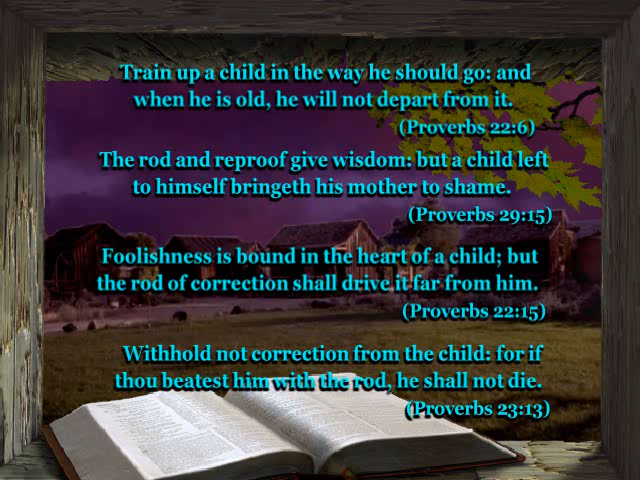 Train up a child in the way he should go: and
when he is old, he will not depart from it.
(Proverbs 22:6)
The rod and reproof give wisdom: but a child left
to himself bringeth his mother to shame.
(Proverbs 29:15)
Foolishness is bound in the heart of a child; but
the rod of correction shall drive it far from him.
(Proverbs 22:15)
Withhold not correction from the child: for if
thou beatest him with the rod, he shall not die.
(Proverbs 23:13)